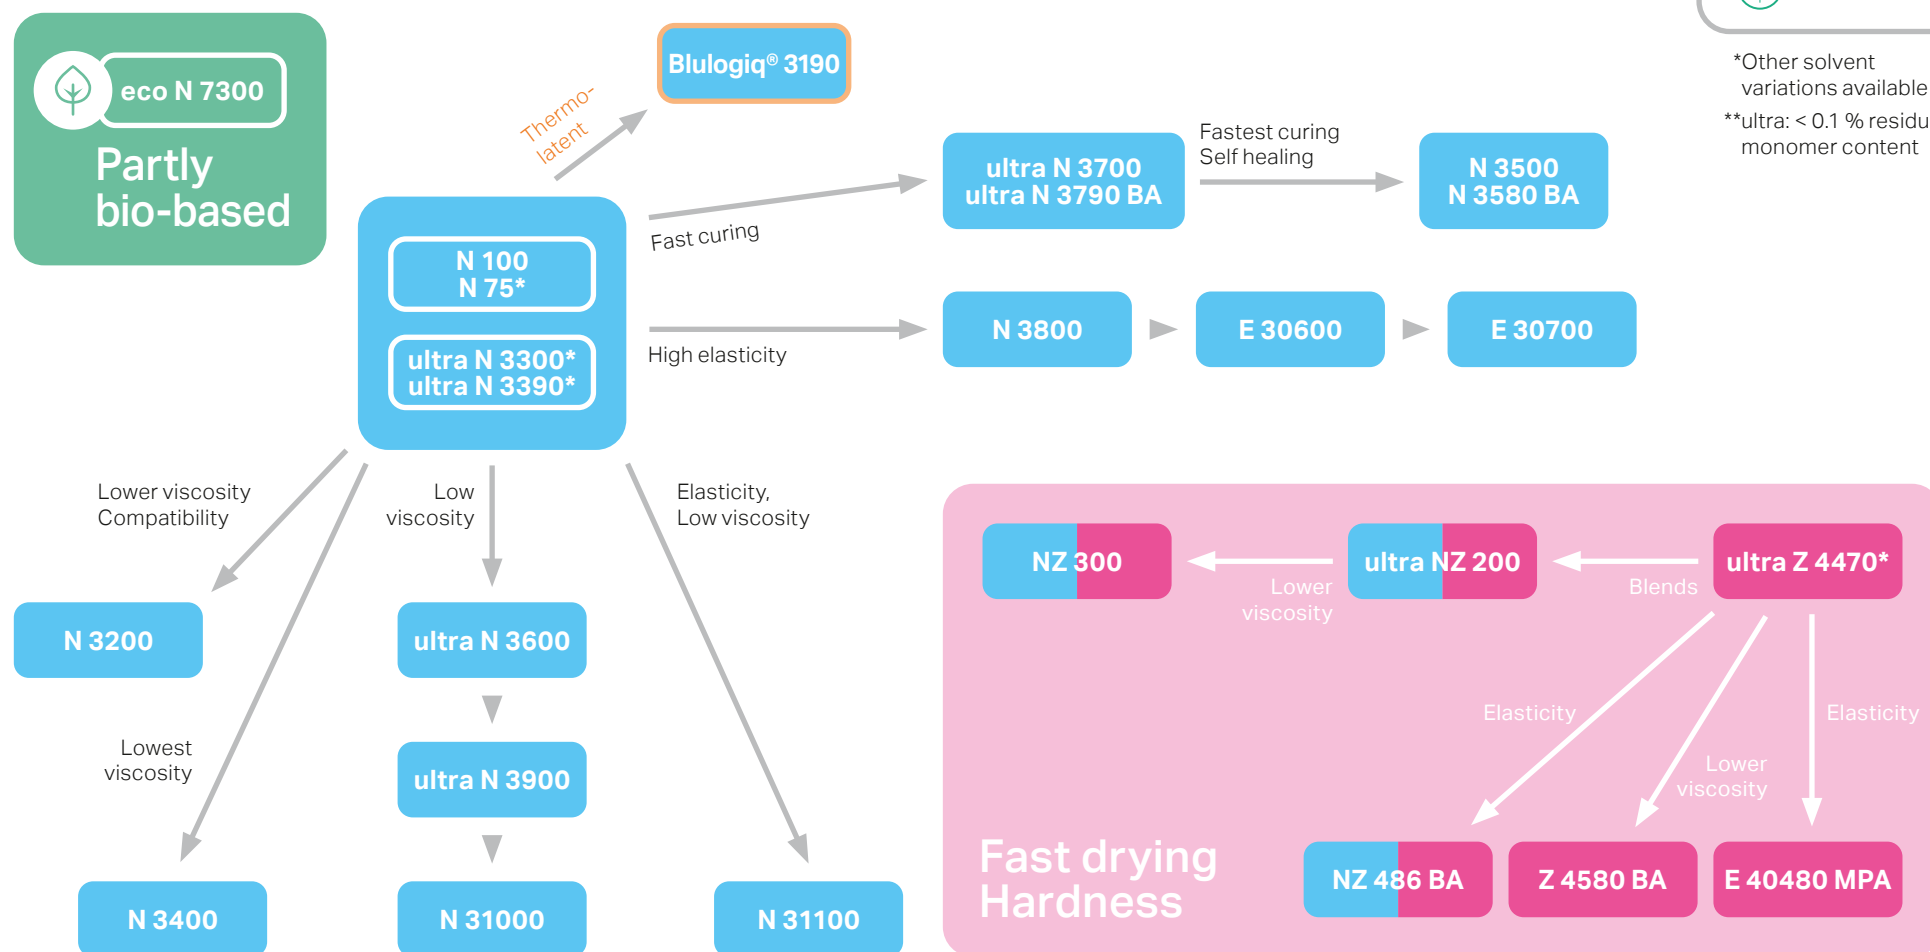 eco N 7300
Partly
bio-based
Thermo-
latent
Blulogiq® 3190
*Other solvent
variations available
**ultra: < 0.1 %
monomer content
N 100
N 75*
ultra N 3300*
ultra N 3390*
Fast curing
ultra N 3700
ultra N 3790 BA
Fastest curing
Self healing
N 3500
N 3580 BA
High elasticity
N 3800
E 30600
E 30700
Lower viscosity
Compatibility
N 3200
Lowest
viscosity
N 3400
Low
viscosity
ultra N 3600
ultra N 3900
N 31000
Elasticity,
Low viscosity
N 31100
NZ 300
Lower
viscosity
ultra NZ 200
Blends
ultra Z 4470*
Elasticity
Lower
viscosity
Elasticity
NZ 486 BA
Z 4580 BA
E 40480 MPA
Fast drying
Hardness